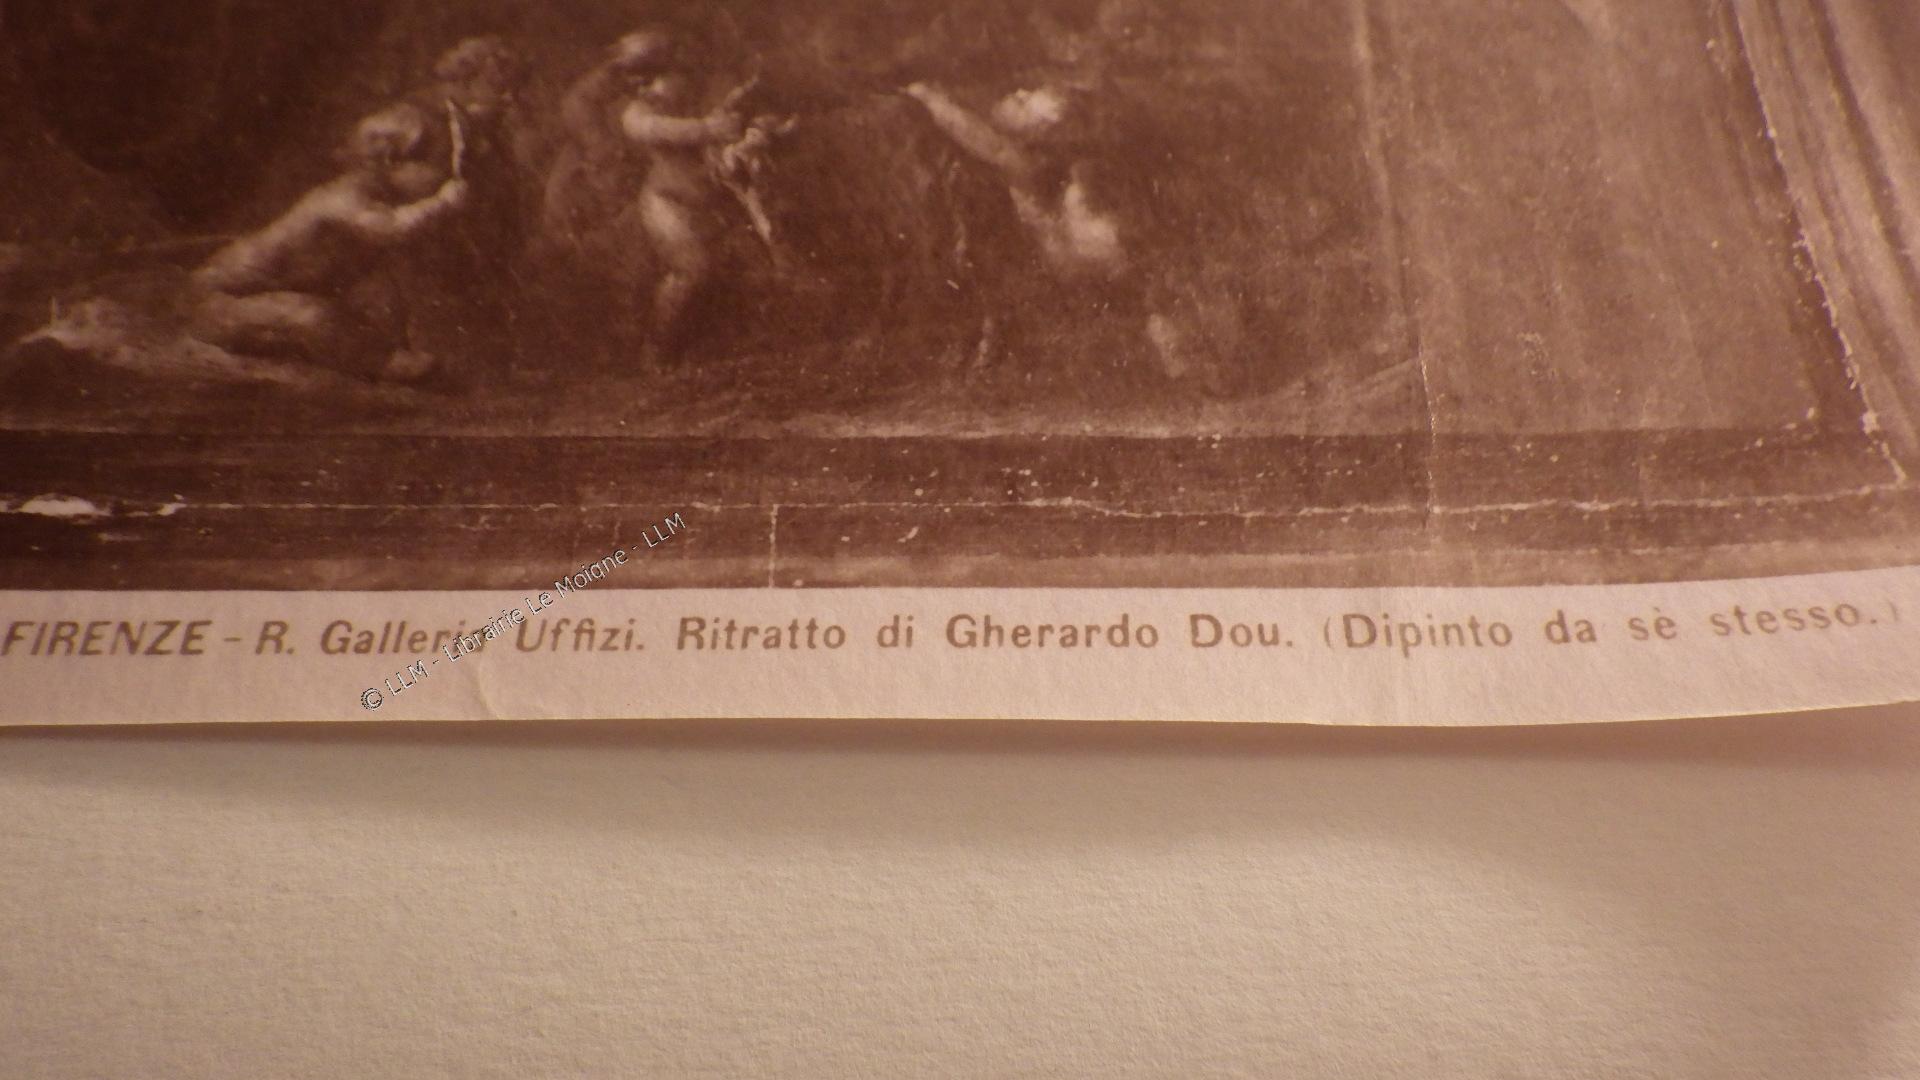 FIRENZE - R. Galleria Uffizi. Ritratto di Gherardo Dou. (Dipinto da sè stesso.)
© LLM - Librairie Le Moigne - LLM